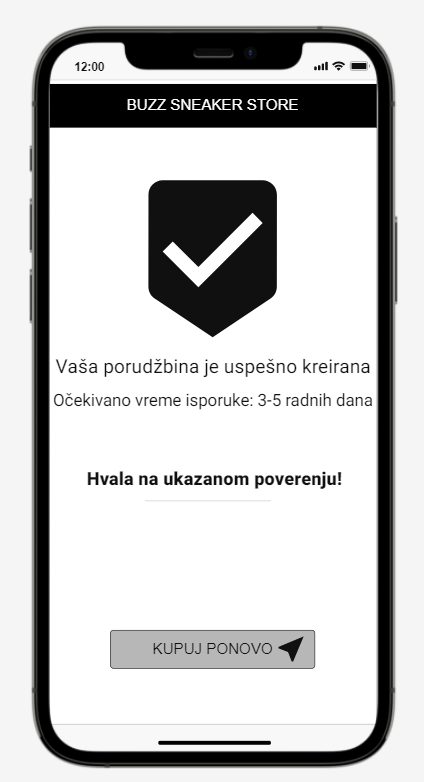 12:00
BUZZ SNEAKER STORE
Vaša porudžbina je uspešno kreirana
Očekivano vreme isporuke: 3-5 radnih dana
Hvala na ukazanom poverenju!
KUPUJ PONOVO